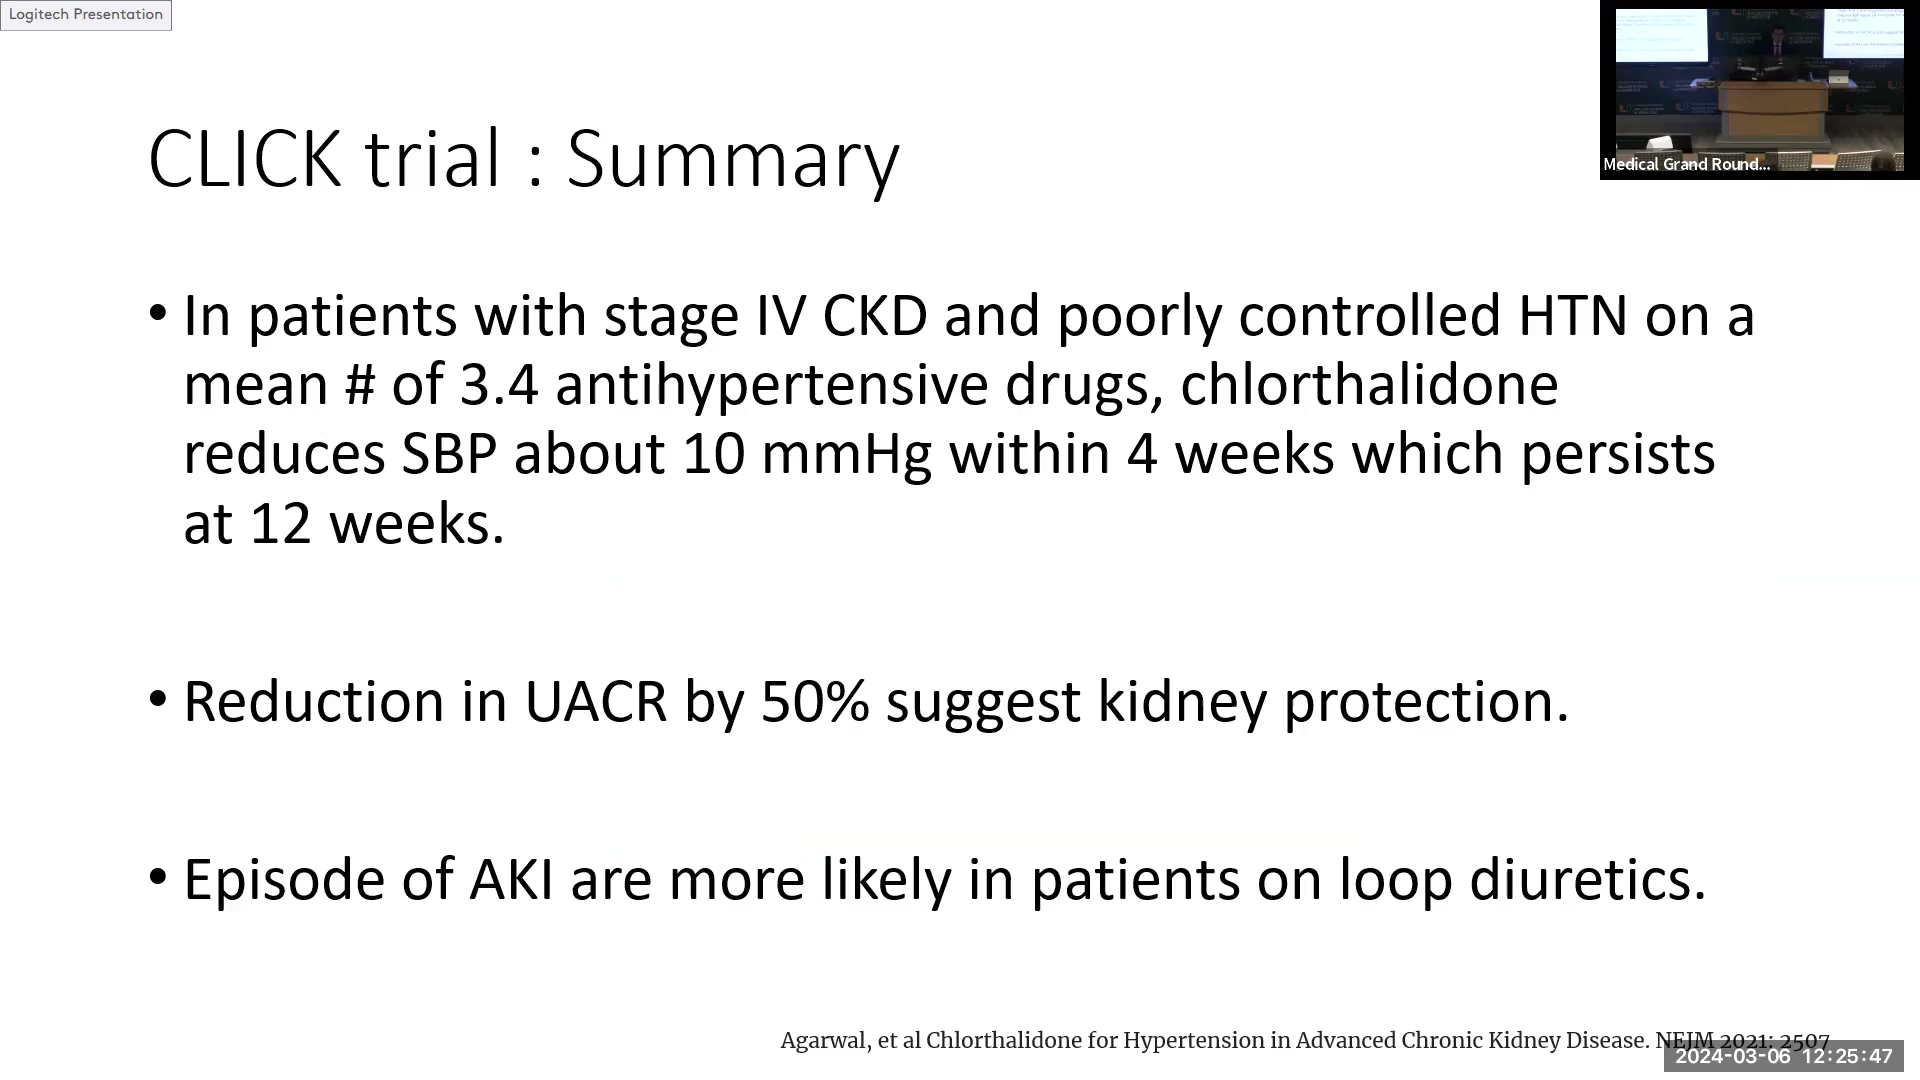 Logitech Presentation
Medical Grand Round...
CLICK trial : Summary
• In patients with stage IV CKD and poorly controlled HTN on a
mean # of 3.4 antihypertensive drugs, chlorthalidone
reduces SBP about 10 mmHg within 4 weeks which persists
at 12 weeks.
• Reduction in UACR by 50% suggest kidney protection.
• Episode of AKI are more likely in patients on loop diuretics.
Agarwal, et al Chlorthalidone for Hypertension in Advanced Chronic Kidney Disease. NEJM 2021: 2507
2024-03-06 12:25:47